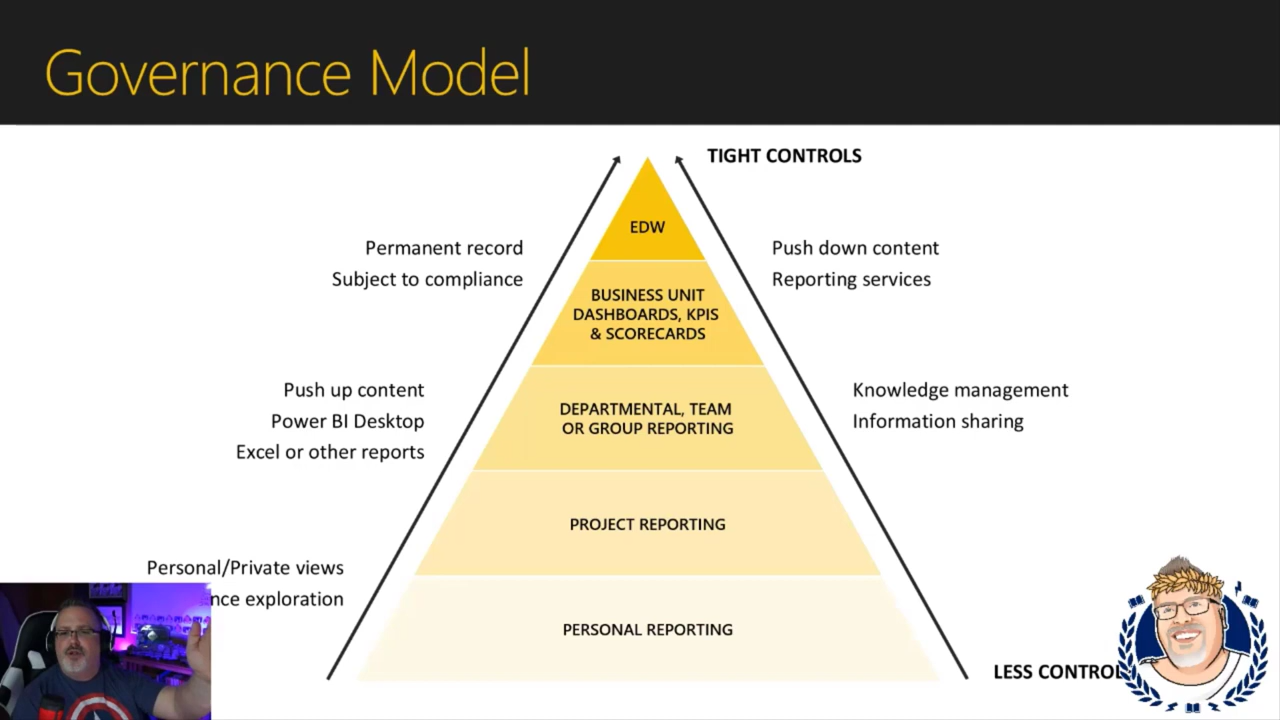 Governance Model
TIGHT CONTROLS
EDW
Permanent record
Subject to compliance
Push down content
Reporting services
BUSINESS UNIT
DASHBOARDS, KPIS
& SCORECARDS
Push up content
Power BI Desktop
Excel or other reports
DEPARTMENTAL, TEAM
OR GROUP REPORTING
Knowledge management
Information sharing
PROJECT REPORTING
Personal/Private views
exploration
PERSONAL REPORTING
LESS